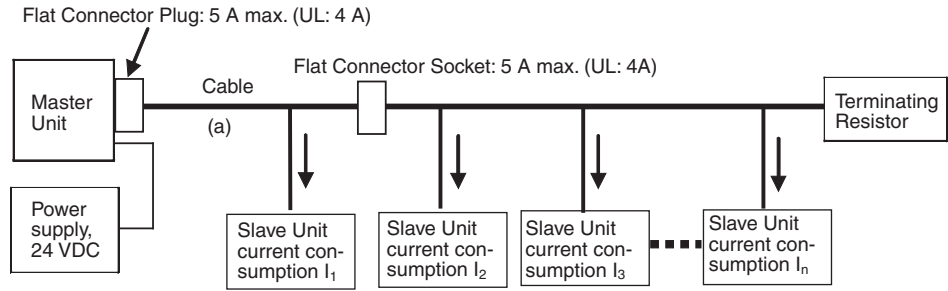 Flat Connector Plug: 5 A max. (UL: 4 A)
Flat Connector Socket: 5 A max. (UL: 4A)
Master
Unit
Cable
(a)
Terminating
Resistor
Power
supply,
24 VDC
Slave Unit
current con-
sumption I1
Slave Unit
current con-
sumption I2
Slave Unit
current con-
sumption I3
Slave Unit
current con-
sumption In